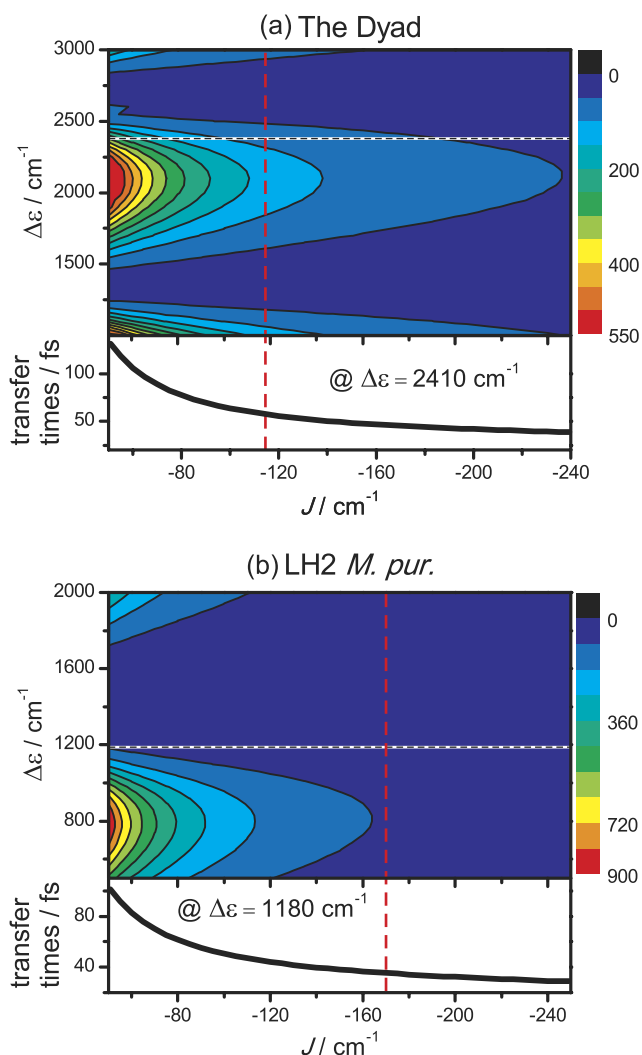 (a) The Dyad
3000
2500
2000
1500
Δε / cm⁻¹
0
200
400
550
100
50
transfer
times / fs
@ Δε = 2410 cm⁻¹
-80 -120 -160 -200 -240
J / cm⁻¹
(b) LH2 M. pur.
2000
1600
1200
800
Δε / cm⁻¹
0
360
720
900
80
40
transfer
times / fs
@ Δε = 1180 cm⁻¹
-80 -120 -160 -200 -240
J / cm⁻¹